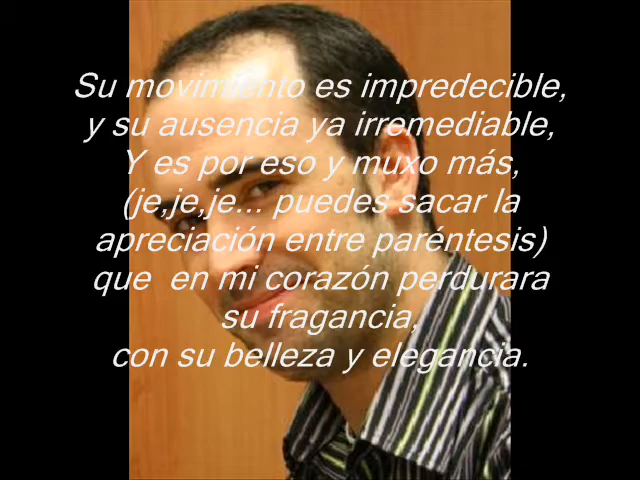 Su movimiento es impredecible,
y su ausencia ya irremediable,
Y es por eso y muxo más,
(je,je,je... puedes sacar la
apreciación entre paréntesis)
que  en mi corazón perdurara
su fragancia,
con su belleza y elegancia.